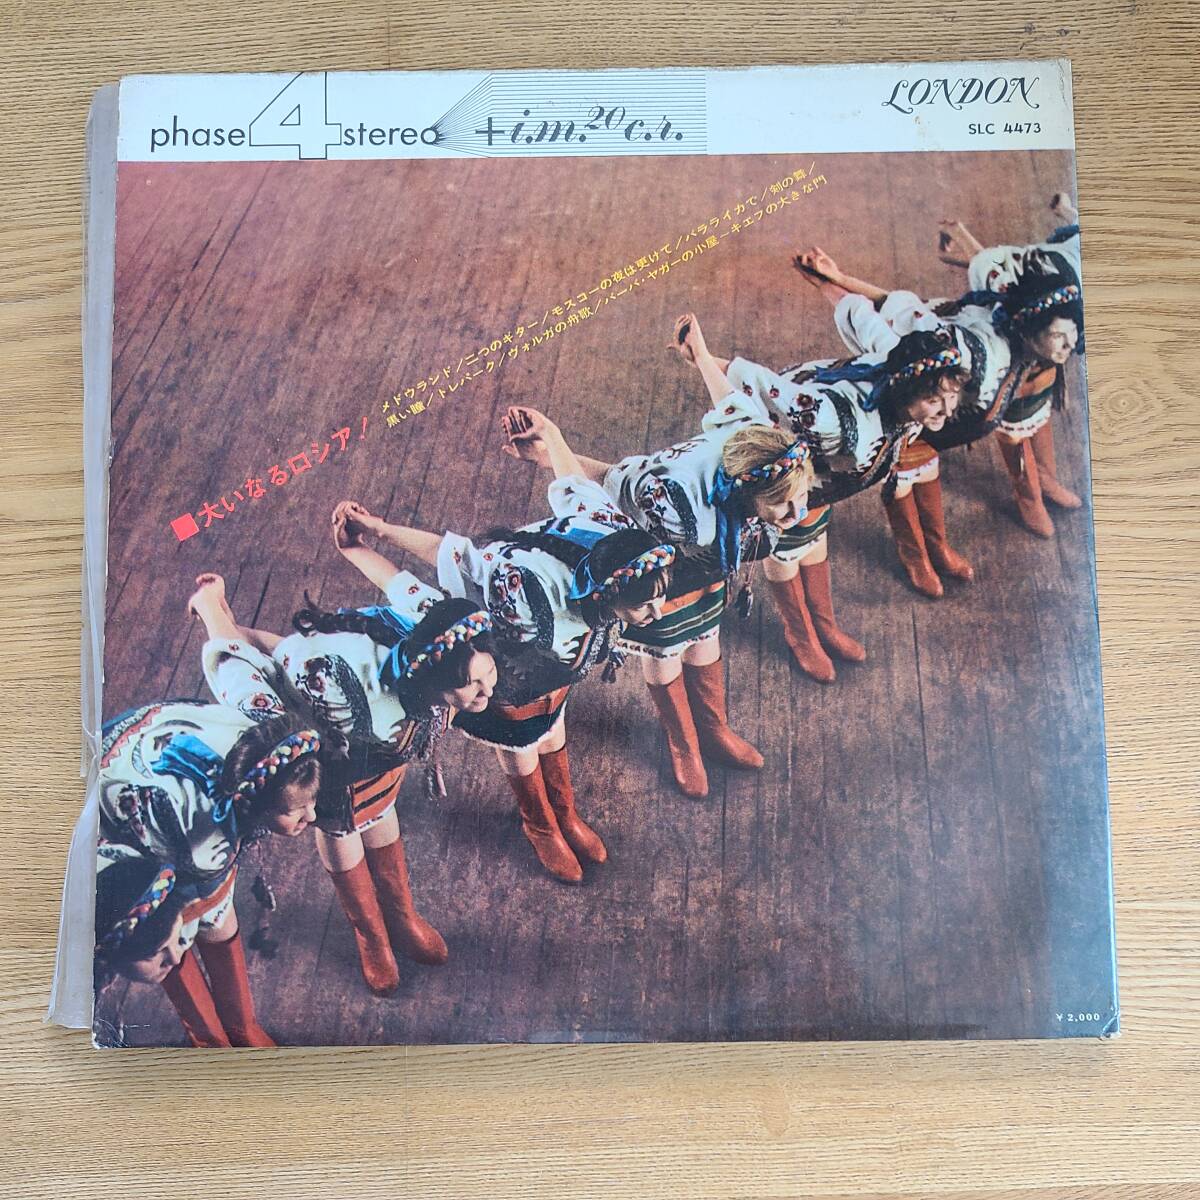 phase 4 stereo + i.m. 20 c.r.
LONDON
SLC 4473
■大いなるロシア!
メドウランド/二つのギター/モスコーの夜は更けて/バラライカで/剣の舞/
黒い瞳/トレパーク/ヴォルガの舟歌/バーバ・ヤガーの小屋~キエフの大きな門
¥2,000